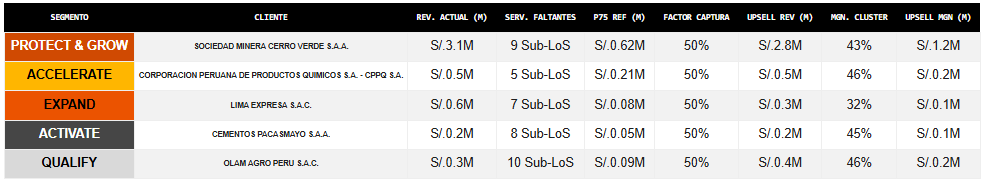 SEGMENTO CLIENTE REV. ACTUAL (M) SERV. FALTANTES P75 REF (M) FACTOR CAPTURA UPSELL REV (M) MGN. CLUSTER UPSELL MGN (M)
PROTECT & GROW SOCIEDAD MINERA CERRO VERDE S.A.A. S/.3.1M 9 Sub-LoS S/.0.62M 50% S/.2.8M 43% S/.1.2M
ACCELERATE CORPORACION PERUANA DE PRODUCTOS QUIMICOS S.A. - CPPQ S.A. S/.0.5M 5 Sub-LoS S/.0.21M 50% S/.0.5M 46% S/.0.2M
EXPAND LIMA EXPRESA S.A.C. S/.0.6M 7 Sub-LoS S/.0.08M 50% S/.0.3M 32% S/.0.1M
ACTIVATE CEMENTOS PACASMAYO S.A.A. S/.0.2M 8 Sub-LoS S/.0.05M 50% S/.0.2M 45% S/.0.1M
QUALIFY OLAM AGRO PERU S.A.C. S/.0.3M 10 Sub-LoS S/.0.09M 50% S/.0.4M 46% S/.0.2M